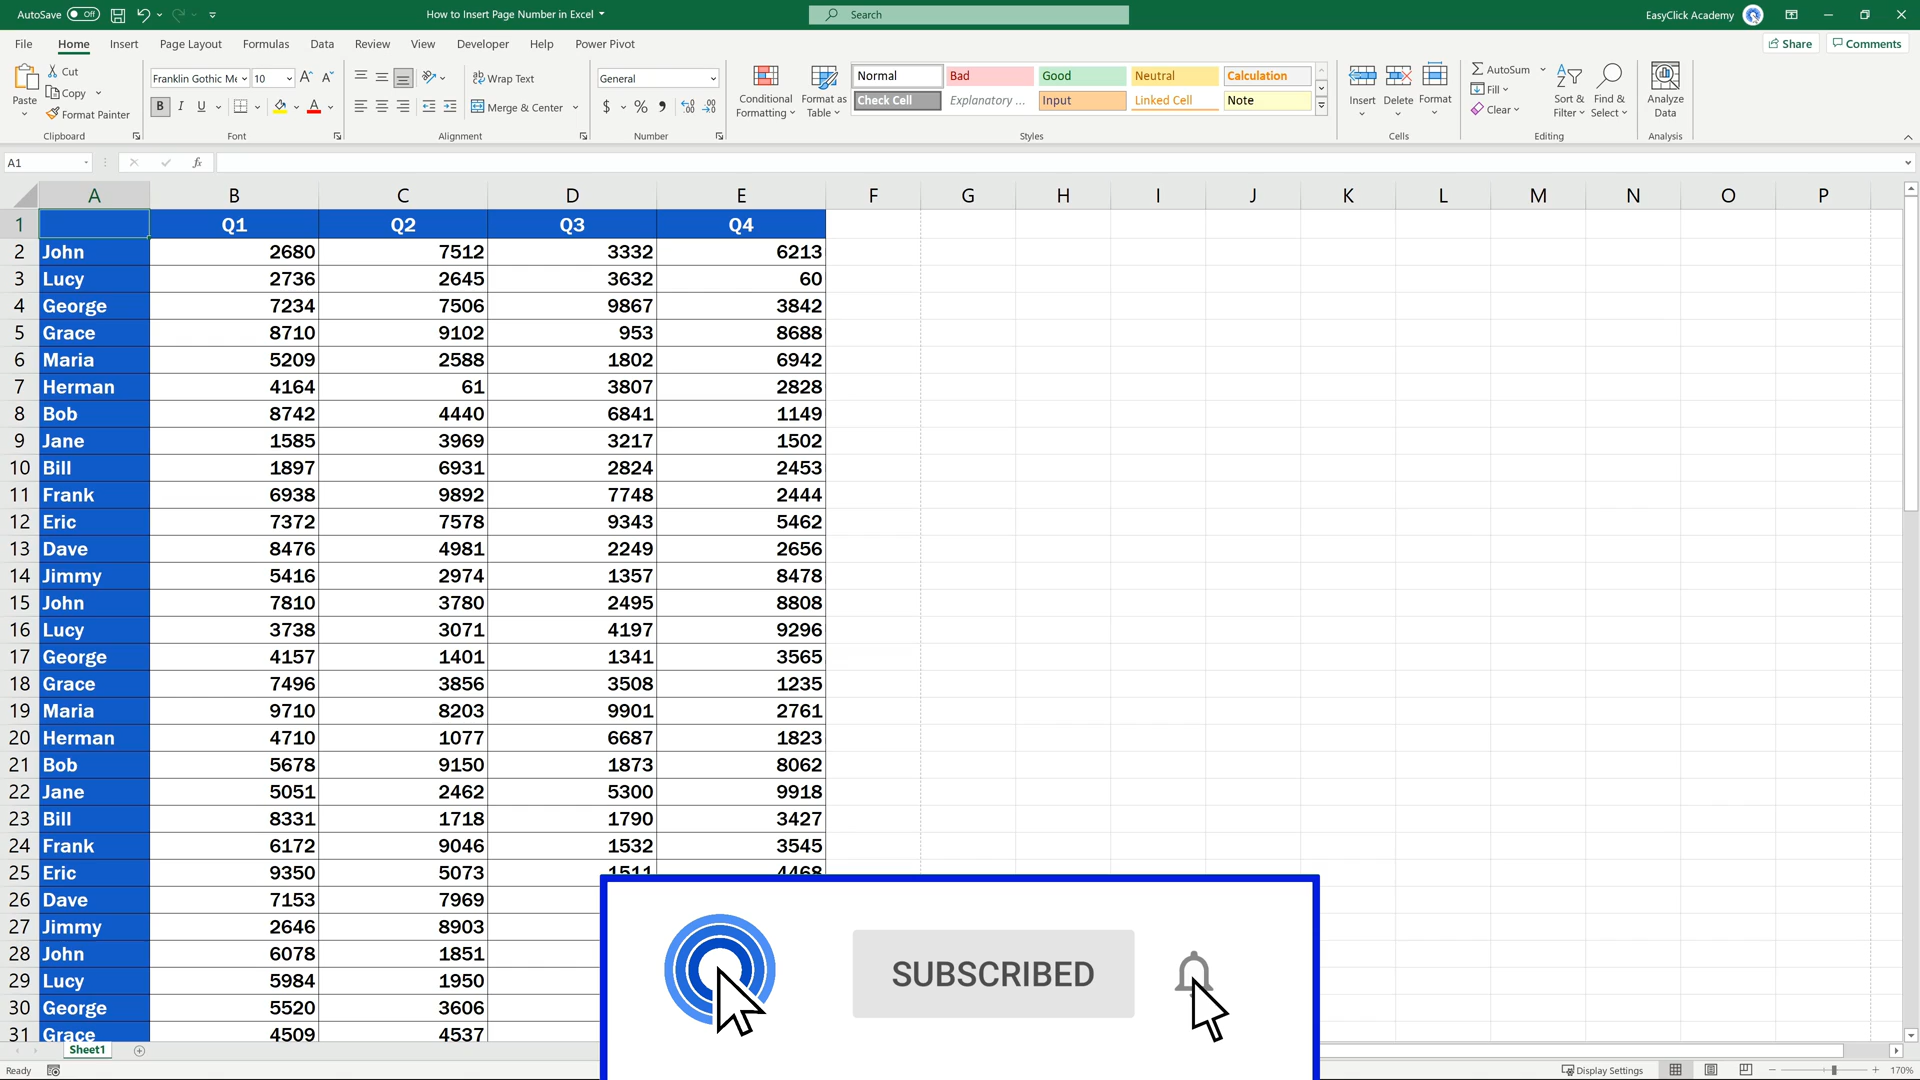 AutoSave Off How to Insert Page Number in Excel Search EasyClick Academy
File Home Insert Page Layout Formulas Data Review View Developer Help Power Pivot Share Comments
Paste Cut Copy Format Painter Clipboard
Franklin Gothic Me 10 B I U A Font
Wrap Text Merge & Center Alignment
General $ % Number
Conditional Formatting Format as Table
Normal Bad Good Neutral Calculation
Check Cell Explanatory ... Input Linked Cell Note
Styles
Insert Delete Format Cells
AutoSum Fill Clear Sort & Filter Find & Select Editing
Analyze Data Analysis
A1 fx
A B C D E F G H I J K L M N O P
1 Q1 Q2 Q3 Q4
2 John 2680 7512 3332 6213
3 Lucy 2736 2645 3632 60
4 George 7234 7506 9867 3842
5 Grace 8710 9102 953 8688
6 Maria 5209 2588 1802 6942
7 Herman 4164 61 3807 2828
8 Bob 8742 4440 6841 1149
9 Jane 1585 3969 3217 1502
10 Bill 1897 6931 2824 2453
11 Frank 6938 9892 7748 2444
12 Eric 7372 7578 9343 5462
13 Dave 8476 4981 2249 2656
14 Jimmy 5416 2974 1357 8478
15 John 7810 3780 2495 8808
16 Lucy 3738 3071 4197 9296
17 George 4157 1401 1341 3565
18 Grace 7496 3856 3508 1235
19 Maria 9710 8203 9901 2761
20 Herman 4710 1077 6687 1823
21 Bob 5678 9150 1873 8062
22 Jane 5051 2462 5300 9918
23 Bill 8331 1718 1790 3427
24 Frank 6172 9046 1532 3545
25 Eric 9350 5073 1511 4468
26 Dave 7153 7969
27 Jimmy 2646 8903
28 John 6078 1851
29 Lucy 5984 1950
30 George 5520 3606
31 Grace 4509 4537
SUBSCRIBED
Sheet1
Ready Display Settings 170%